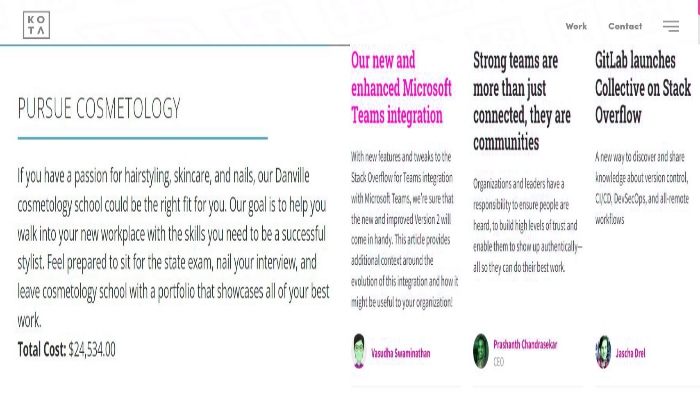 KO
TA
Work
Contact
PURSUE COSMETOLOGY
If you have a passion for hairstyling, skincare, and nails, our Danville
cosmetology school could be the right fit for you. Our goal is to help you
walk into your new workplace with the skills you need to be a successful
stylist. Feel prepared to sit for the state exam, nail your interview, and
leave cosmetology school with a portfolio that showcases all of your best
work.
Total Cost: $24,534.00
Our new and
enhanced Microsoft
Teams integration
With new features and tweaks to the
Stack Overflow for Teams integration
with Microsoft Teams, we're sure that
the new and improved Version 2 will
come in handy. This article provides
additional context around the
evolution of this integration and how it
might be useful to your organization!
Vasudha Swaminathan
Strong teams are
more than just
connected, they are
communities
Organizations and leaders have a
responsibility to ensure people are
heard, to build high levels of trust and
enable them to show up authentically—
all so they can do their best work.
Prashanth Chandrasekar
CEO
GitLab launches
Collective on Stack
Overflow
A new way to discover and share
knowledge about version control,
CI/CD, DevSecOps, and all-remote
workflows
Jascha Drel